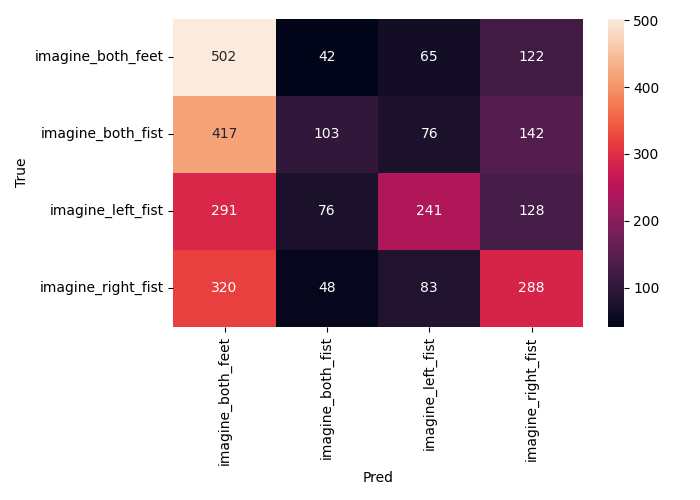 imagine_both_feet 502 42 65 122
imagine_both_fist 417 103 76 142
imagine_left_fist 291 76 241 128
imagine_right_fist 320 48 83 288
True
imagine_both_feet
imagine_both_fist
imagine_left_fist
imagine_right_fist
Pred
500
400
300
200
100